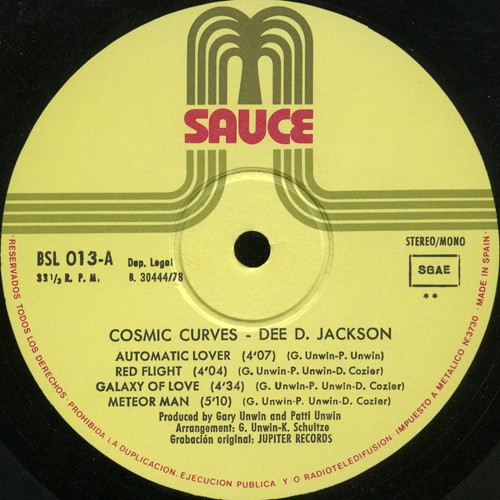 SAUCE
BSL 013-A
33 1/3 R. P. M.
Dep. Legal
B. 30444/78
STEREO/MONO
SGAE
**
COSMIC CURVES - DEE D. JACKSON
AUTOMATIC LOVER (4'07) (G. Unwin-P. Unwin)
RED FLIGHT (4'04) (G. Unwin-P. Unwin-D. Cozier)
GALAXY OF LOVE (4'34) (G. Unwin-P. Unwin-D. Cozier)
METEOR MAN (5'10) (G. Unwin-P. Unwin-D. Cozier)
Produced by Gary Unwin and Patti Unwin
Arrangement: G. Unwin-K. Schultze
Grabación original: JUPITER RECORDS
RESERVADOS TODOS LOS DERECHOS · PROHIBIDA LA DUPLICACION, EJECUCION PUBLICA Y / O RADIOTELEDIFUSION · IMPUESTO A METALICO Nº 3730 · MADE IN SPAIN